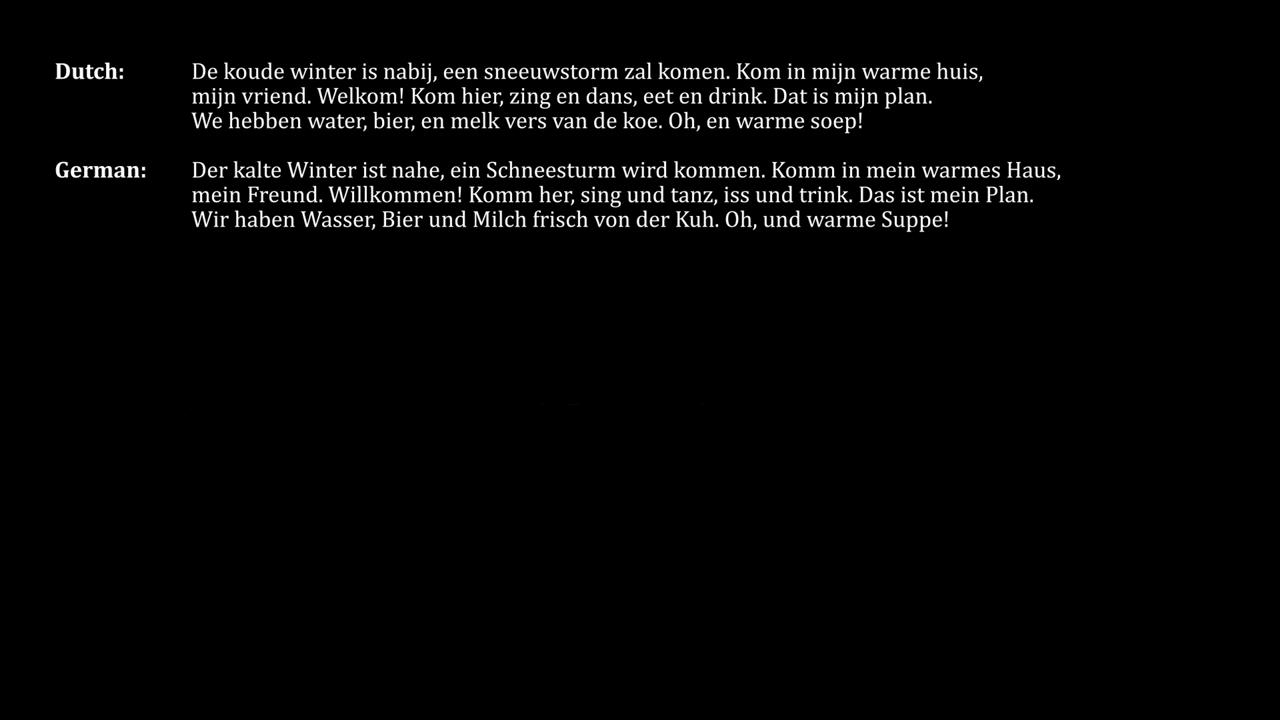 Dutch: De koude winter is nabij, een sneeuwstorm zal komen. Kom in mijn warme huis,
mijn vriend. Welkom! Kom hier, zing en dans, eet en drink. Dat is mijn plan.
We hebben water, bier, en melk vers van de koe. Oh, en warme soep!
German: Der kalte Winter ist nahe, ein Schneesturm wird kommen. Komm in mein warmes Haus,
mein Freund. Willkommen! Komm her, sing und tanz, iss und trink. Das ist mein Plan.
Wir haben Wasser, Bier und Milch frisch von der Kuh. Oh, und warme Suppe!